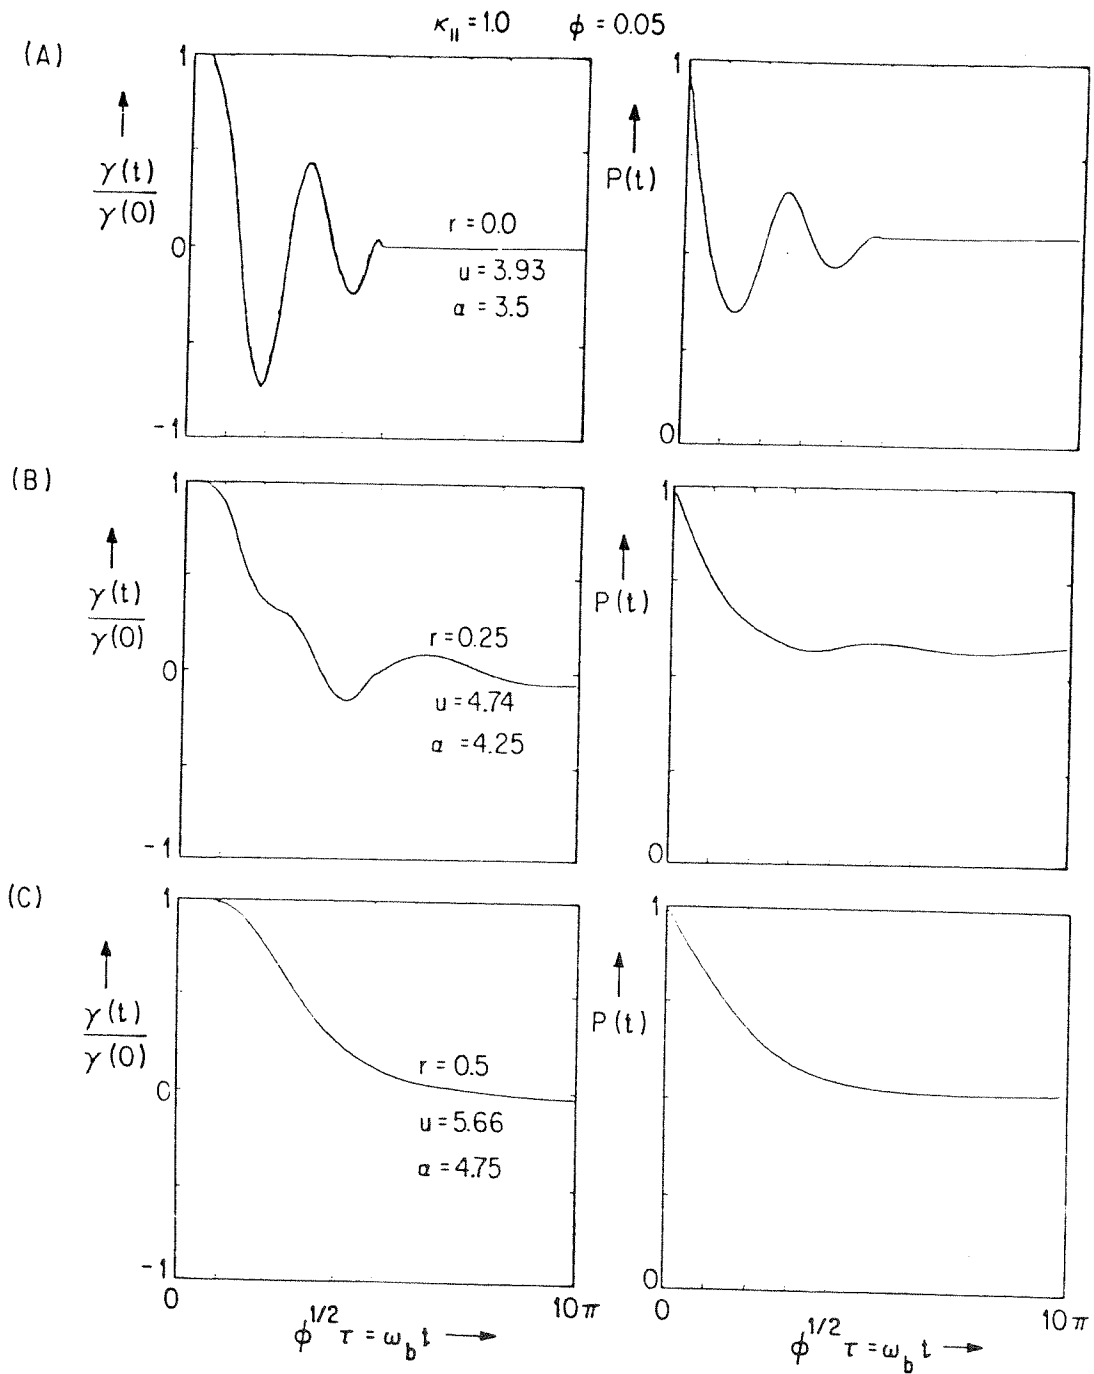 κ∥ = 1.0 ϕ = 0.05
(A)
1
γ(t)
γ(0)
0
-1
r = 0.0
u = 3.93
α = 3.5
1
P(t)
0
(B)
1
γ(t)
γ(0)
0
-1
r = 0.25
u = 4.74
α = 4.25
1
P(t)
0
(C)
1
γ(t)
γ(0)
0
-1
r = 0.5
u = 5.66
α = 4.75
0
10π
ϕ^1/2 τ = ω_b t
1
P(t)
0
0
10π
ϕ^1/2 τ = ω_b t